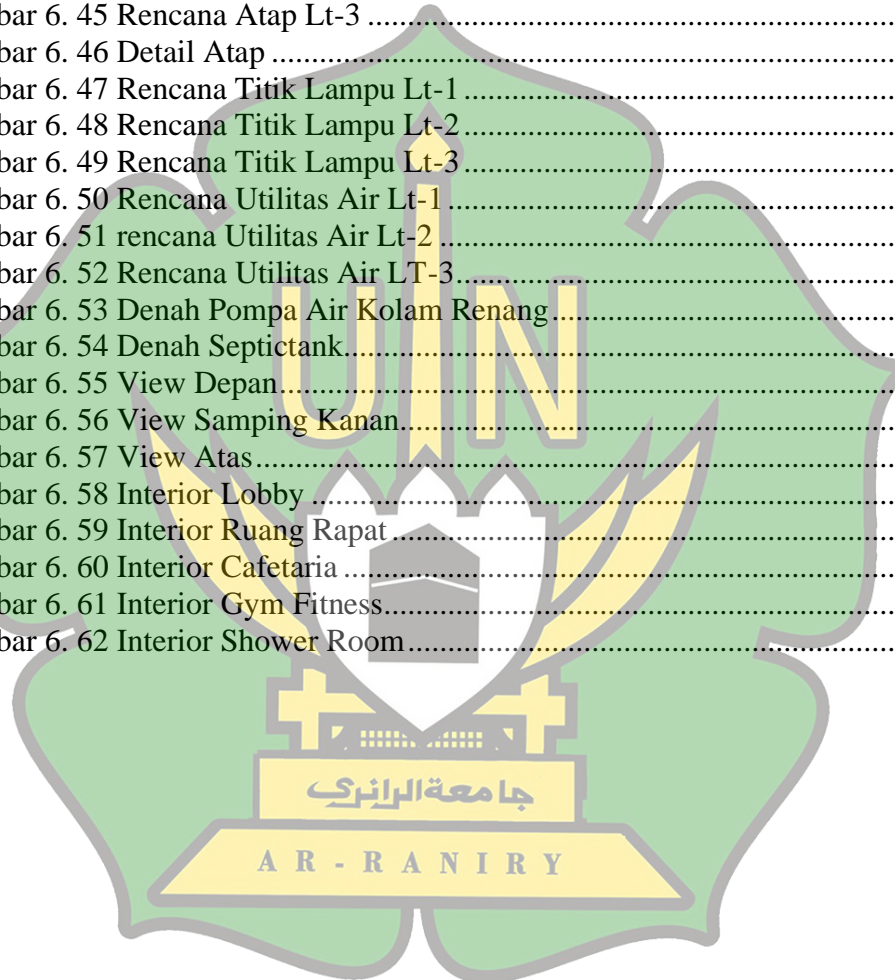 bar 6. 45 Rencana Atap Lt-3 ........................................................................
bar 6. 46 Detail Atap ........................................................................
bar 6. 47 Rencana Titik Lampu Lt-1 ........................................................................
bar 6. 48 Rencana Titik Lampu Lt-2 ........................................................................
bar 6. 49 Rencana Titik Lampu Lt-3 ........................................................................
bar 6. 50 Rencana Utilitas Air Lt-1 ........................................................................
bar 6. 51 rencana Utilitas Air Lt-2 ........................................................................
bar 6. 52 Rencana Utilitas Air LT-3 ........................................................................
bar 6. 53 Denah Pompa Air Kolam Renang ........................................................................
bar 6. 54 Denah Septictank ........................................................................
bar 6. 55 View Depan ........................................................................
bar 6. 56 View Samping Kanan ........................................................................
bar 6. 57 View Atas ........................................................................
bar 6. 58 Interior Lobby ........................................................................
bar 6. 59 Interior Ruang Rapat ........................................................................
bar 6. 60 Interior Cafetaria ........................................................................
bar 6. 61 Interior Gym Fitness ........................................................................
bar 6. 62 Interior Shower Room ........................................................................
UIN
جامعةالرانرى
AR-RANIRY